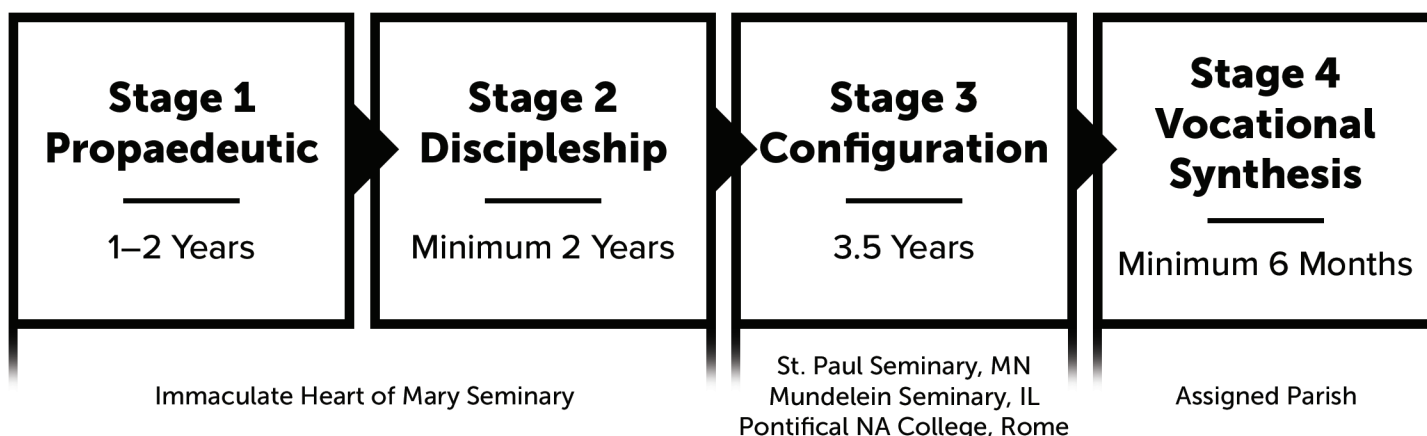 Stage 1
Propaedeutic
1–2 Years
Stage 2
Discipleship
Minimum 2 Years
Stage 3
Configuration
3.5 Years
Stage 4
Vocational
Synthesis
Minimum 6 Months
Immaculate Heart of Mary Seminary
St. Paul Seminary, MN
Mundelein Seminary, IL
Pontifical NA College, Rome
Assigned Parish